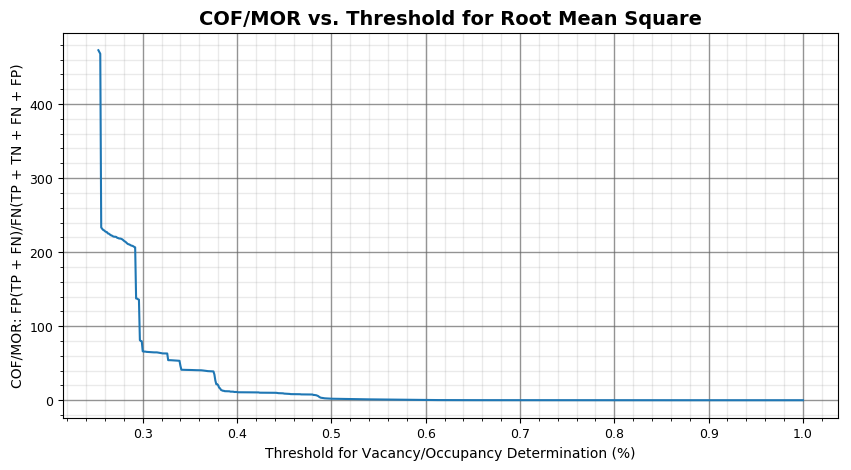 COF/MOR vs. Threshold for Root Mean Square
COF/MOR: FP(TP + FN)/FN(TP + TN + FN + FP)
400
300
200
100
0
0.3 0.4 0.5 0.6 0.7 0.8 0.9 1.0
Threshold for Vacancy/Occupancy Determination (%)